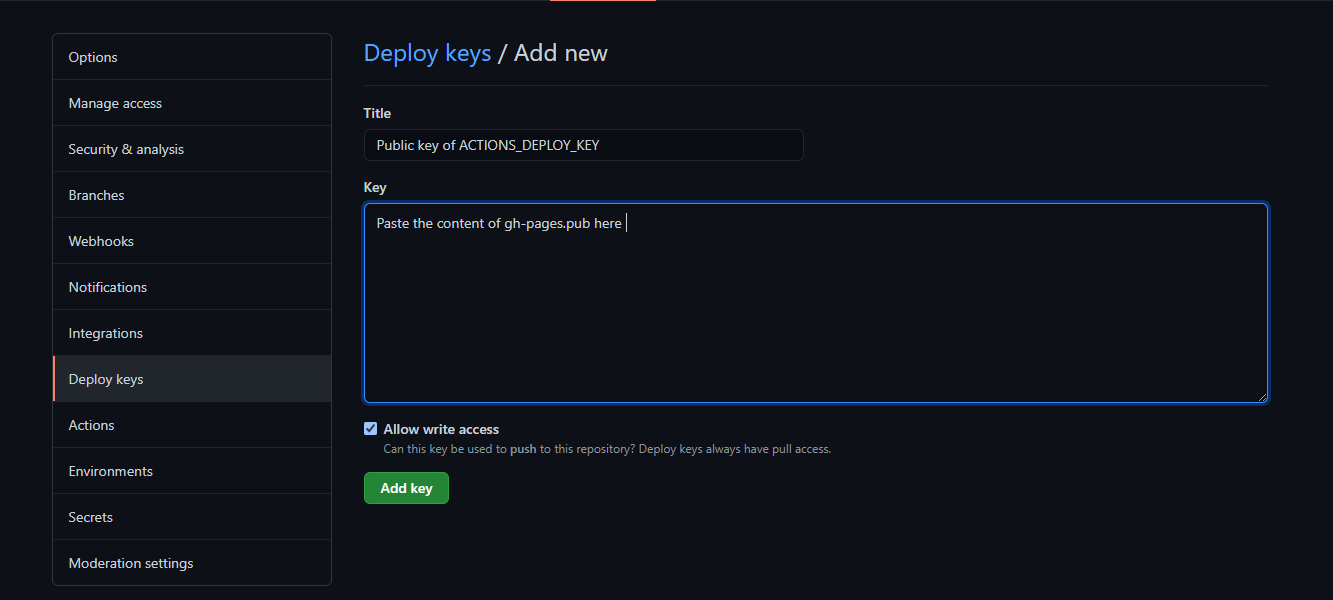 Options
Manage access
Security & analysis
Branches
Webhooks
Notifications
Integrations
Deploy keys
Actions
Environments
Secrets
Moderation settings
Deploy keys / Add new
Title
Public key of ACTIONS_DEPLOY_KEY
Key
Paste the content of gh-pages.pub here
Allow write access
Can this key be used to push to this repository? Deploy keys always have pull access.
Add key